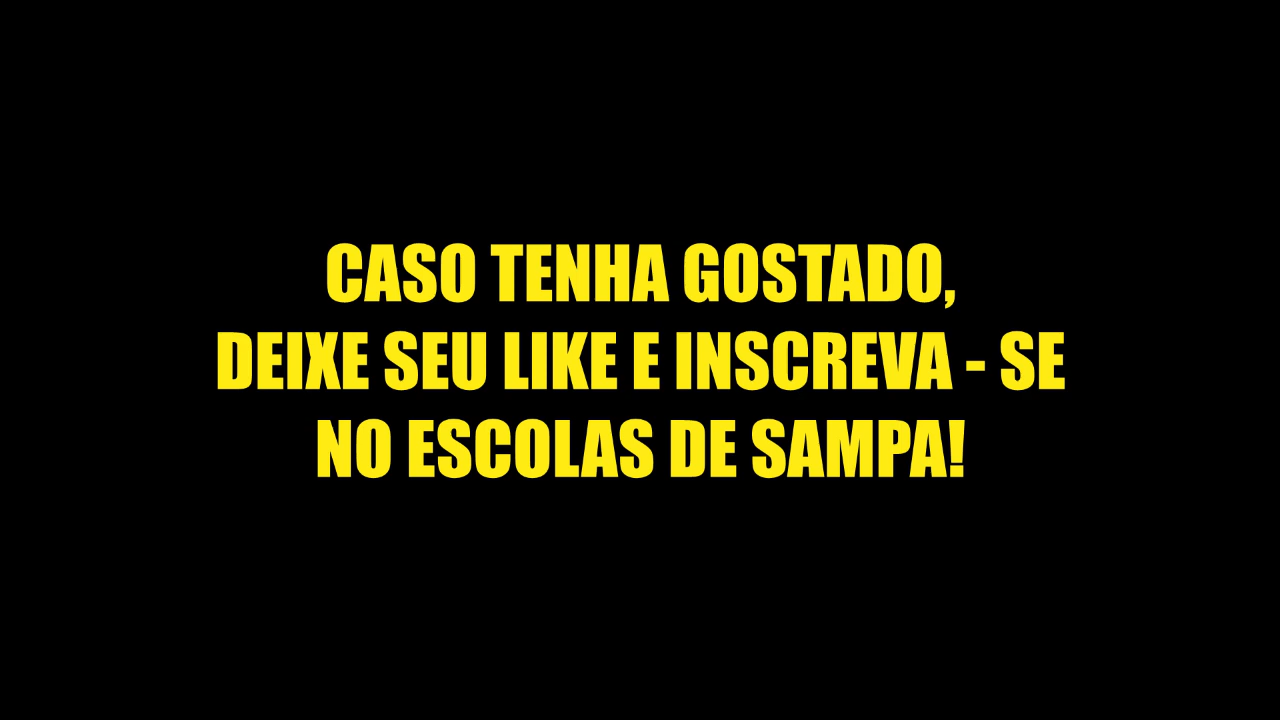 CASO TENHA GOSTADO,
DEIXE SEU LIKE E INSCREVA - SE
NO ESCOLAS DE SAMPA!